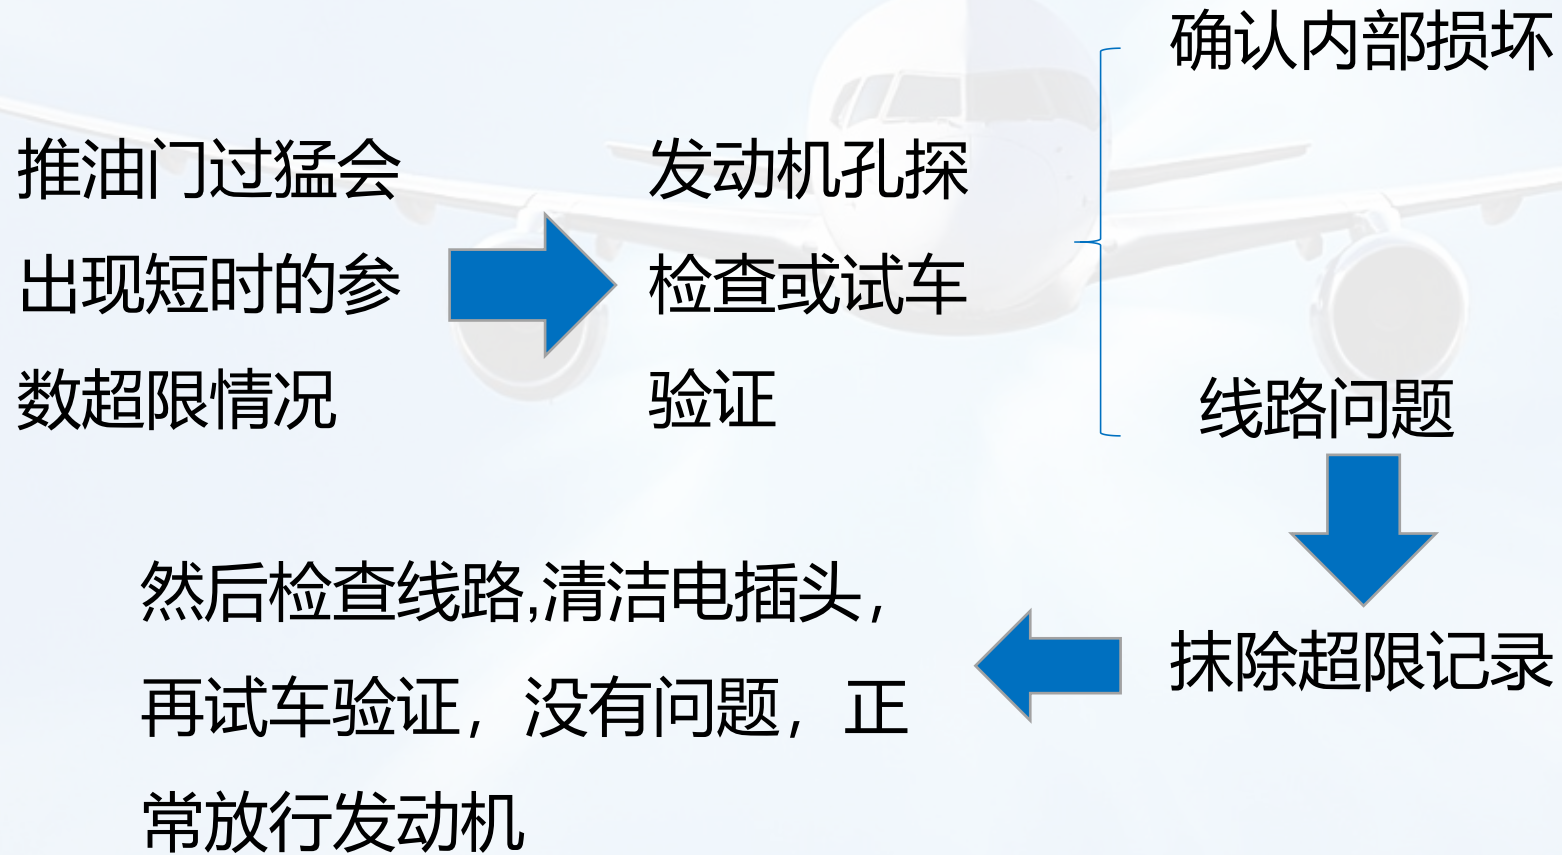 推油门过猛会
出现短时的参
数超限情况
发动机孔探
检查或试车
验证
确认内部损坏
线路问题
抹除超限记录
然后检查线路,清洁电插头，
再试车验证，没有问题，正
常放行发动机